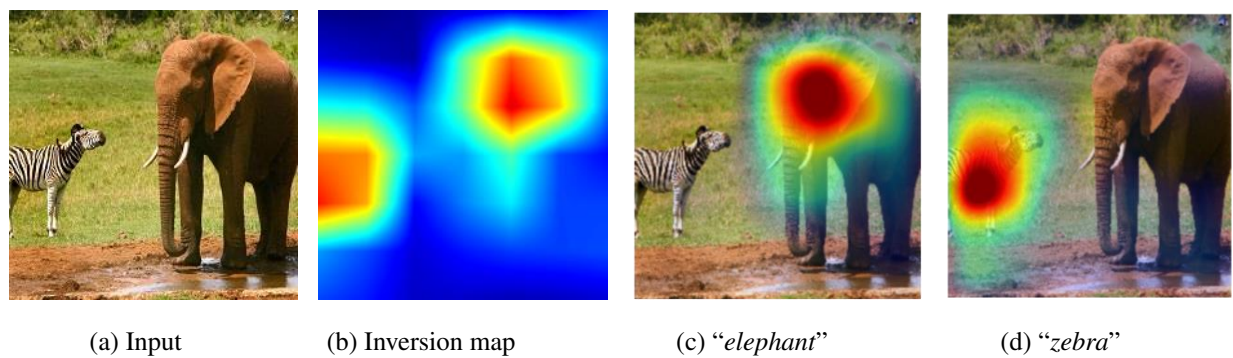 (a) Input
(b) Inversion map
(c) “elephant”
(d) “zebra”